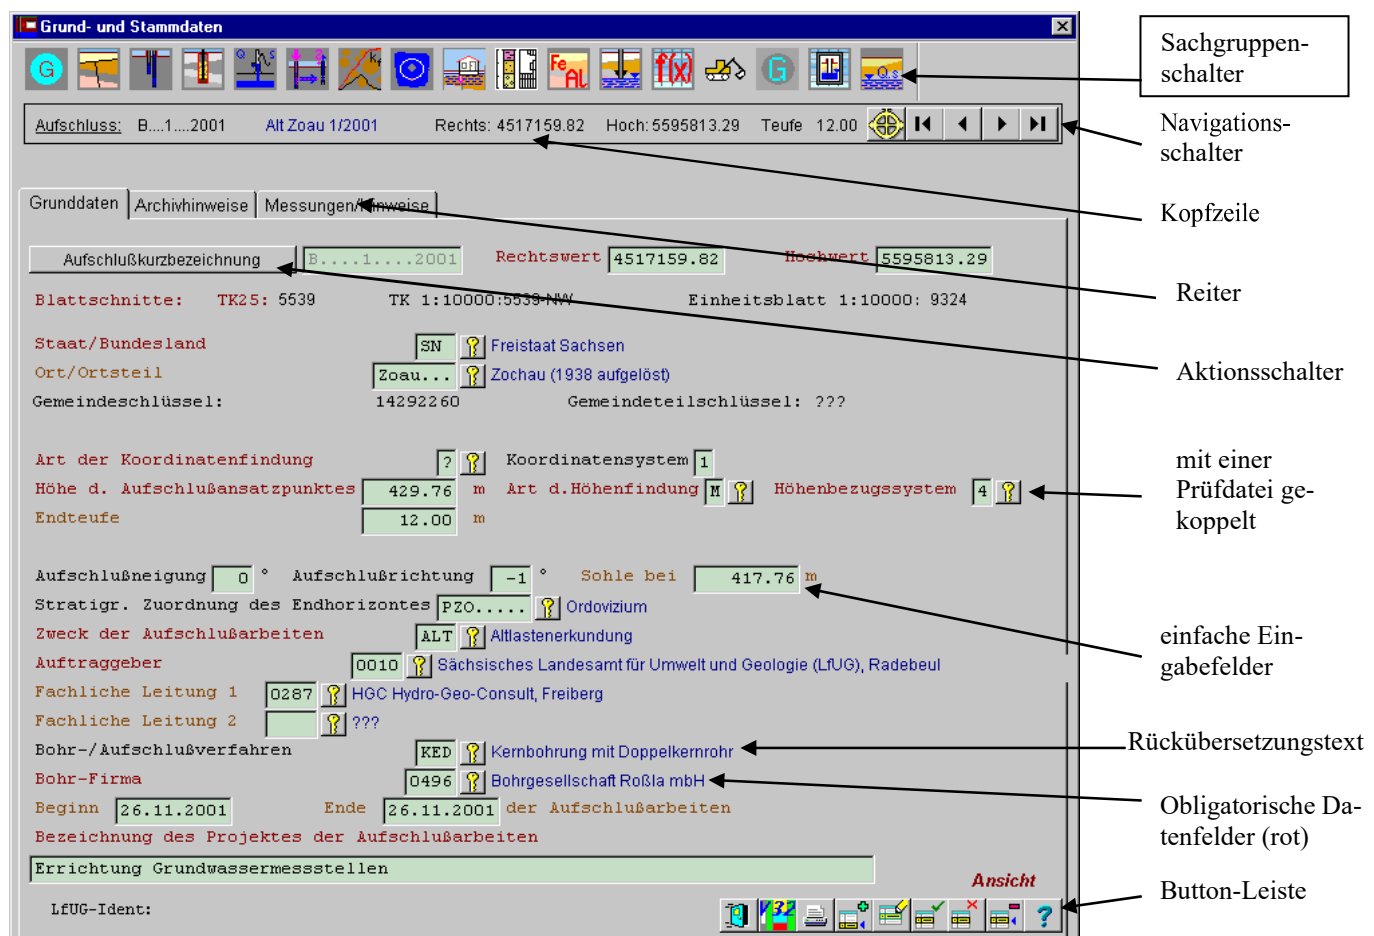 Grund- und Stammdaten
G
Q
K
Fe
AL
f(x)
G
Q.s
Aufschluss: B....1....2001 Alt Zoau 1/2001 Rechts: 4517159.82 Hoch: 5595813.29 Teufe 12.00
Grunddaten Archivhinweise Messungen/Hinweise
Aufschlußkurzbezeichnung B....1....2001 Rechtswert 4517159.82 Hochwert 5595813.29
Blattschnitte: TK25: 5539 TK 1:10000:5539-NW Einheitsblatt 1:10000: 9324
Staat/Bundesland SN Freistaat Sachsen
Ort/Ortsteil Zoau... Zochau (1938 aufgelöst)
Gemeindeschlüssel: 14292260 Gemeindeteilschlüssel: ???
Art der Koordinatenfindung ? Koordinatensystem 1
Höhe d. Aufschlußansatzpunktes 429.76 m Art d.Höhenfindung M Höhenbezugssystem 4
Endteufe 12.00 m
Aufschlußneigung 0 ° Aufschlußrichtung -1 ° Sohle bei 417.76 m
Stratigr. Zuordnung des Endhorizontes PZO..... Ordovizium
Zweck der Aufschlußarbeiten ALT Altlastenerkundung
Auftraggeber 0010 Sächsisches Landesamt für Umwelt und Geologie (LfUG), Radebeul
Fachliche Leitung 1 0287 HGC Hydro-Geo-Consult, Freiberg
Fachliche Leitung 2 ???
Bohr-/Aufschlußverfahren KED Kernbohrung mit Doppelkernrohr
Bohr-Firma 0496 Bohrgesellschaft Roßla mbH
Beginn 26.11.2001 Ende 26.11.2001 der Aufschlußarbeiten
Bezeichnung des Projektes der Aufschlußarbeiten
Errichtung Grundwassermessstellen
Ansicht
LfUG-Ident:
V32
?
Sachgruppen-
schalter
Navigations-
schalter
Kopfzeile
Reiter
Aktionsschalter
mit einer
Prüfdatei ge-
koppelt
einfache Ein-
gabefelder
Rückübersetzungstext
Obligatorische Da-
tenfelder (rot)
Button-Leiste